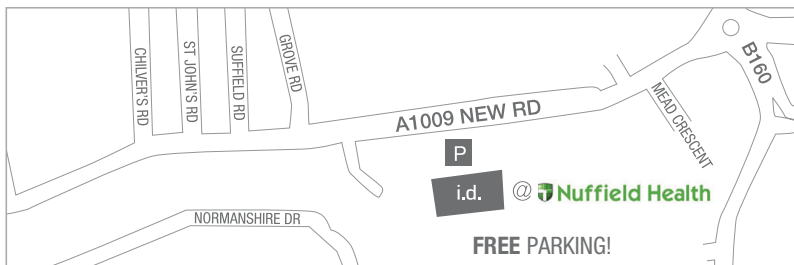 CHILVER'S RD
ST JOHN'S RD
SUFFIELD RD
GROVE RD
B160
A1009 NEW RD
MEAD CRESCENT
P
i.d. @ Nuffield Health
NORMANSHIRE DR
FREE PARKING!